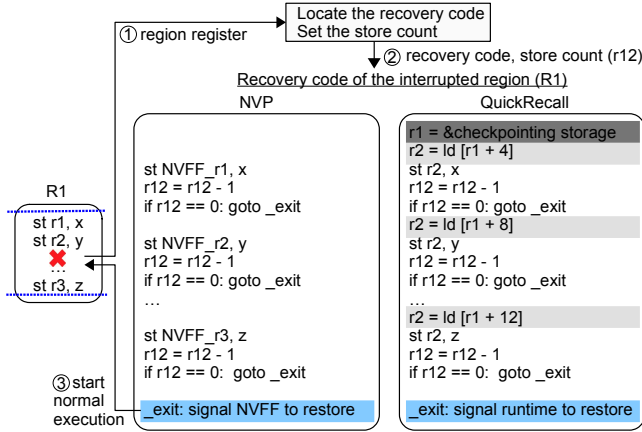 Locate the recovery code
Set the store count
① region register
② recovery code, store count (r12)
Recovery code of the interrupted region (R1)
NVP
QuickRecall
R1
st r1, x
st r2, y
...
st r3, z
③ start
normal
execution
st NVFF_r1, x
r12 = r12 - 1
if r12 == 0: goto _exit
st NVFF_r2, y
r12 = r12 - 1
if r12 == 0: goto _exit
...
st NVFF_r3, z
r12 = r12 - 1
if r12 == 0:  goto _exit
_exit: signal NVFF to restore
r1 = &checkpointing storage
r2 = ld [r1 + 4]
st r2, x
r12 = r12 - 1
if r12 == 0: goto _exit
r2 = ld [r1 + 8]
st r2, y
r12 = r12 - 1
if r12 == 0: goto _exit
...
r2 = ld [r1 + 12]
st r2, z
r12 = r12 - 1
if r12 == 0: goto _exit
_exit: signal runtime to restore